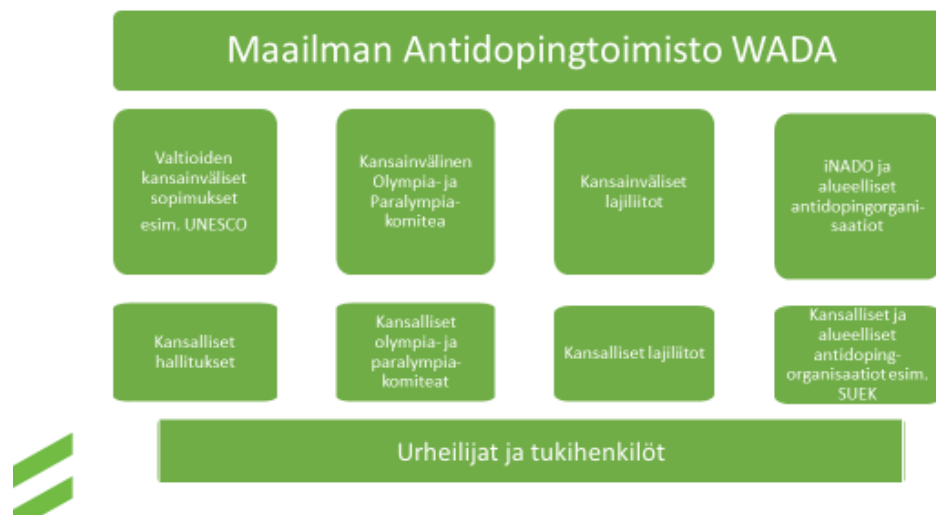 Maailman Antidopingtoimisto WADA
Valtioiden
kansainväliset
sopimukset
esim. UNESCO
Kansainvälinen
Olympia- ja
Paralympia-
komitea
Kansainväliset
lajiliitot
iNADO ja
alueelliset
antidopingorgani-
saatiot
Kansalliset
hallitukset
Kansalliset
olympia- ja
paralympia-
komiteat
Kansalliset lajiliitot
Kansalliset ja
alueelliset
antidoping-
organisaatiot esim.
SUEK
Urheilijat ja tukihenkilöt